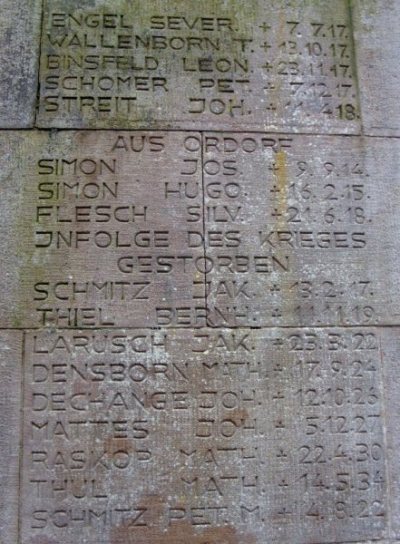 ENGEL SEVER. + 7. 7.17.
WALLENBORN T. + 13.10.17.
BINSFELD LEON. + 23.11.17.
SCHOMER PET. + 7.12.17.
STREIT JOH. + 11. 4.18.
AUS ORDORF
SIMON JOS. + 9. 9.14.
SIMON HUGO. + 16. 2.15.
FLESCH SILV. + 21. 6.18.
INFOLGE DES KRIEGES
GESTORBEN
SCHMITZ JAK. + 13. 2. 17.
THIEL BERNH. + 11.11.19.
LARUSCH JAK. + 23. 3. 22
DENSBORN MATH. + 17. 9. 24
DECHANGE JOH. + 12.10.26
MATTES JOH. + 5.12.27
RASKOP MATH. + 22. 4. 30
THUL MATH. + 14. 5. 34
SCHMITZ PET. M. + 4. 8. 22